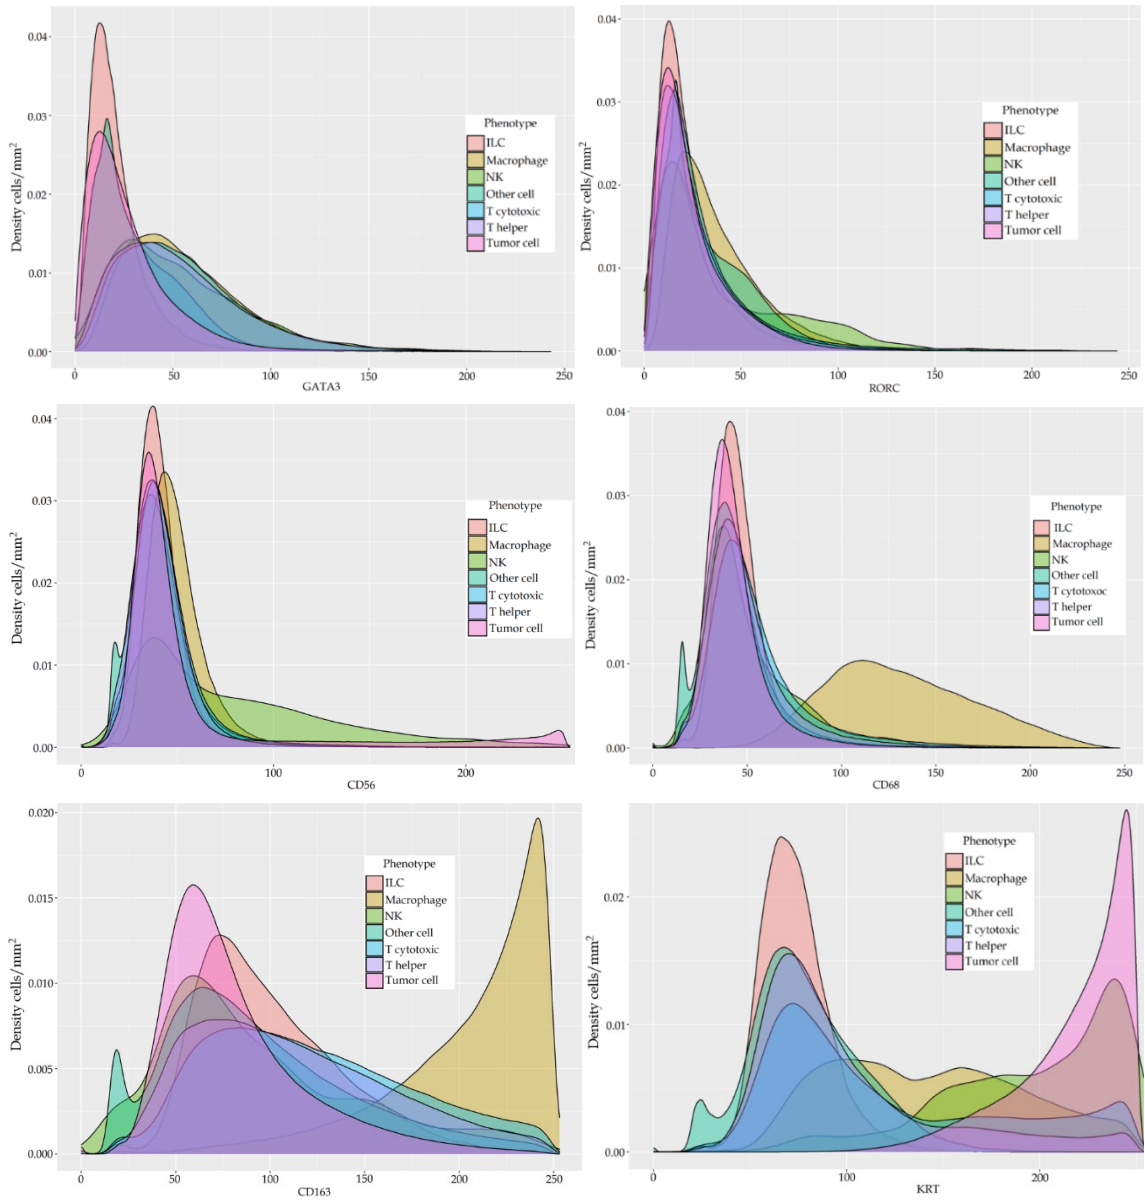 Density cells/mm²
0.04
0.03
0.02
0.01
0.00
0
50
100
150
200
250
GATA3
Phenotype
ILC
Macrophage
NK
Other cell
T cytotoxic
T helper
Tumor cell
Density cells/mm²
0.04
0.03
0.02
0.01
0.00
0
50
100
150
200
250
RORC
Phenotype
ILC
Macrophage
NK
Other cell
T cytotoxic
T helper
Tumor cell
Density cells/mm²
0.04
0.03
0.02
0.01
0.00
0
100
200
CD56
Phenotype
ILC
Macrophage
NK
Other cell
T cytotoxic
T helper
Tumor cell
Density cells/mm²
0.04
0.03
0.02
0.01
0.00
0
50
100
150
200
250
CD68
Phenotype
ILC
Macrophage
NK
Other cell
T cytotoxoc
T helper
Tumor cell
Density cells/mm²
0.020
0.015
0.010
0.005
0.000
0
50
100
150
200
250
CD163
Phenotype
ILC
Macrophage
NK
Other cell
T cytotoxic
T helper
Tumor cell
Density cells/mm²
0.02
0.01
0.00
0
100
200
KRT
Phenotype
ILC
Macrophage
NK
Other cell
T cytotoxic
T helper
Tumor cell